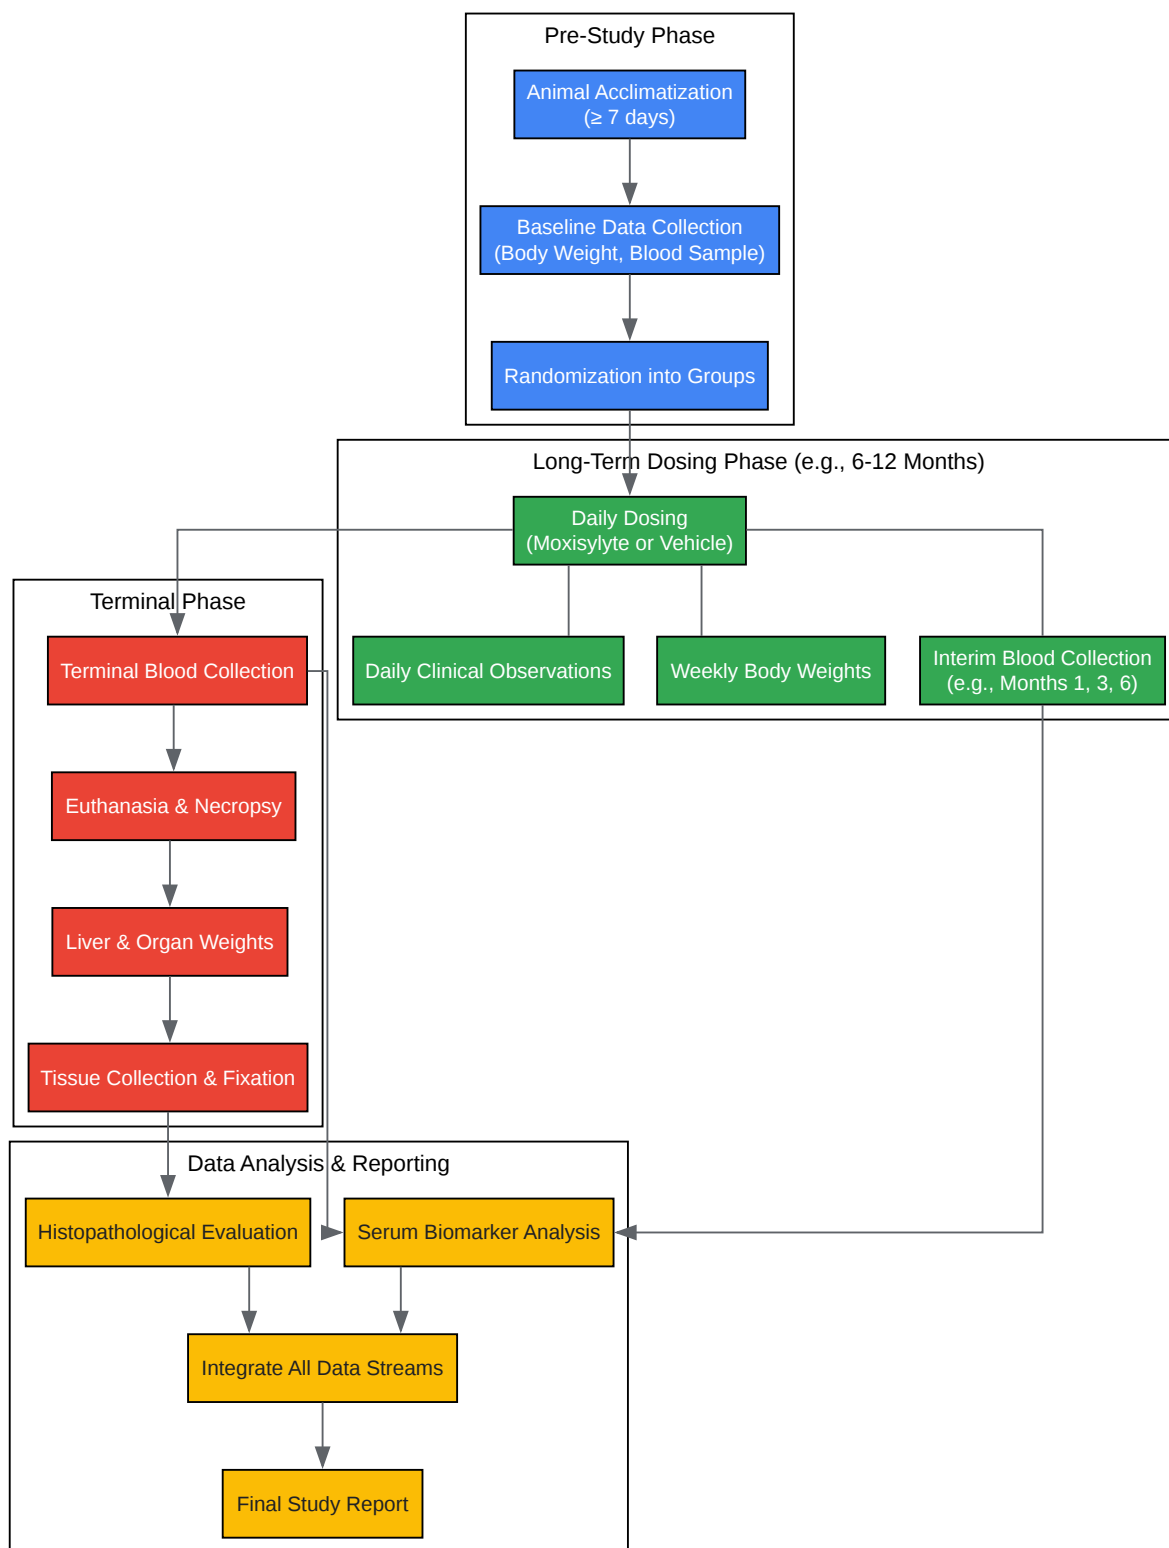 Pre-Study Phase
Animal Acclimatization
(≥ 7 days)
Baseline Data Collection
(Body Weight, Blood Sample)
Randomization into Groups
Long-Term Dosing Phase (e.g., 6-12 Months)
Daily Dosing
(Moxisylyte or Vehicle)
Daily Clinical Observations
Weekly Body Weights
Interim Blood Collection
(e.g., Months 1, 3, 6)
Terminal Phase
Terminal Blood Collection
Euthanasia & Necropsy
Liver & Organ Weights
Tissue Collection & Fixation
Data Analysis & Reporting
Histopathological Evaluation
Serum Biomarker Analysis
Integrate All Data Streams
Final Study Report